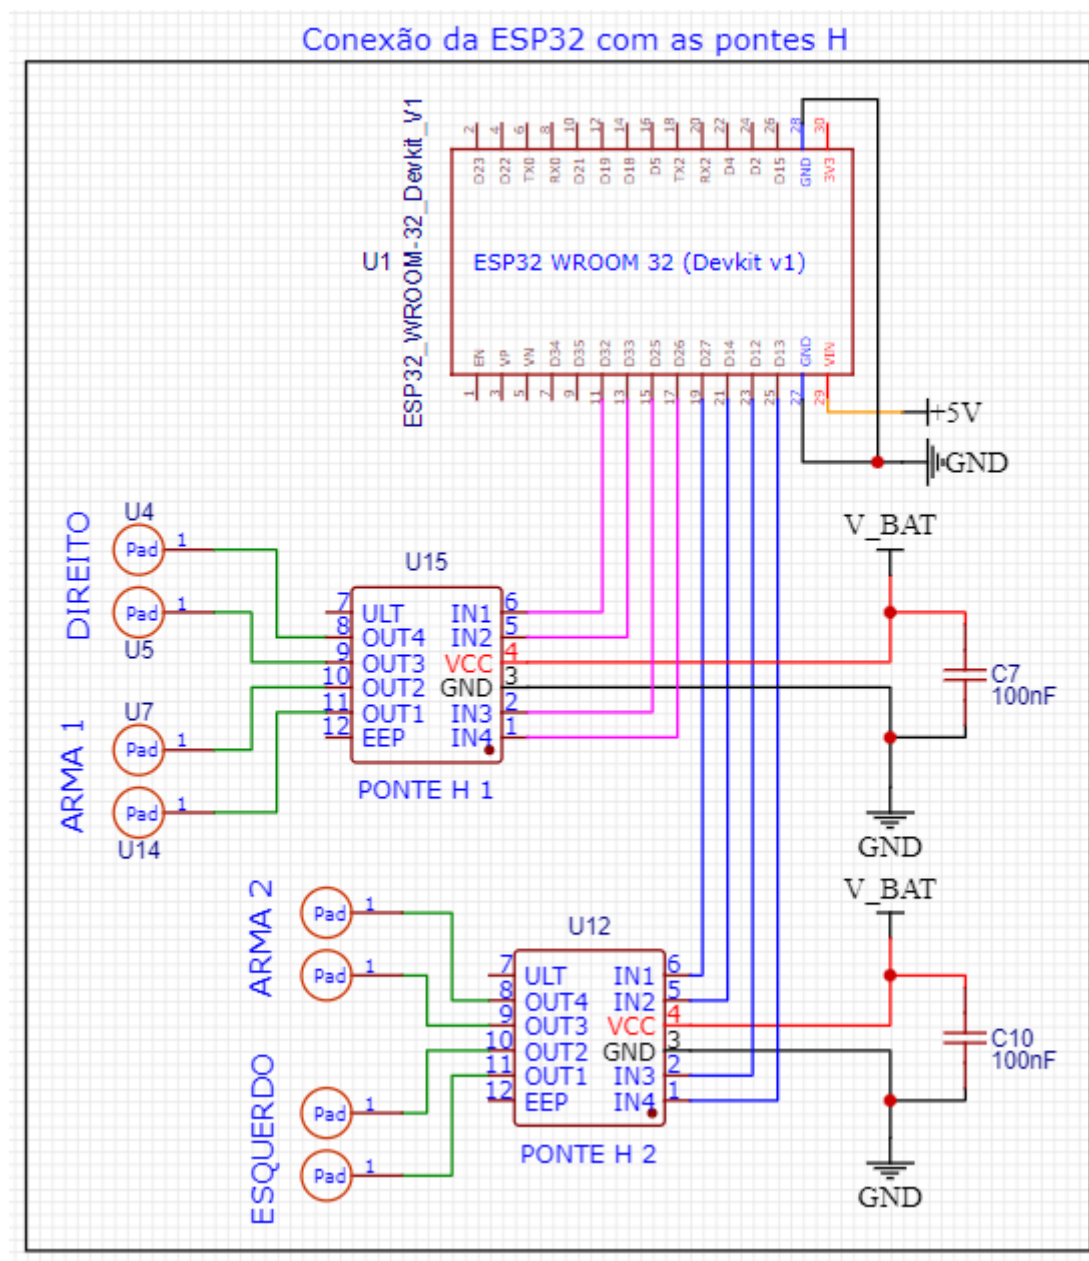 Conexão da ESP32 com as pontes H
ESP32_WROOM-32_Devkit_V1
U1
2 4 6 8 10 12 14 16 18 20 22 24 26 28 30
D23 D22 TX0 RX0 D21 D19 D18 D5 TX2 RX2 D4 D2 D15 GND 3V3
ESP32 WROOM 32 (Devkit v1)
EN VP VN D34 D35 D32 D33 D25 D26 D27 D14 D12 D13 GND VIN
1 3 5 7 9 11 13 15 17 19 21 23 25 27 29
+5V
GND
V_BAT
DIREITO
U4
Pad 1
Pad 1
U5
ARMA 1
U7
Pad 1
Pad 1
U14
U15
7 ULT IN1 6
8 OUT4 IN2 5
9 OUT3 VCC 4
10 OUT2 GND 3
11 OUT1 IN3 2
12 EEP IN4 1
PONTE H 1
C7
100nF
GND
V_BAT
ARMA 2
Pad 1
Pad 1
ESQUERDO
Pad 1
Pad 1
U12
7 ULT IN1 6
8 OUT4 IN2 5
9 OUT3 VCC 4
10 OUT2 GND 3
11 OUT1 IN3 2
12 EEP IN4 1
PONTE H 2
C10
100nF
GND